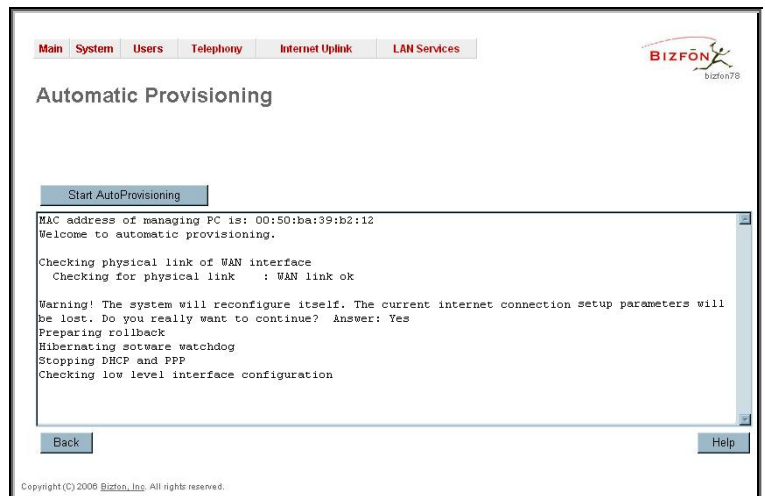 Main System Users Telephony Internet Uplink LAN Services
BIZFŌN
bizfon78
Automatic Provisioning
Start AutoProvisioning
MAC address of managing PC is: 00:50:ba:39:b2:12
Welcome to automatic provisioning.
Checking physical link of WAN interface
Checking for physical link : WAN link ok
Warning! The system will reconfigure itself. The current internet connection setup parameters will
be lost. Do you really want to continue? Answer: Yes
Preparing rollback
Hibernating sotware watchdog
Stopping DHCP and PPP
Checking low level interface configuration
Back
Help
Copyright (C) 2006 Bizfon, Inc. All rights reserved.